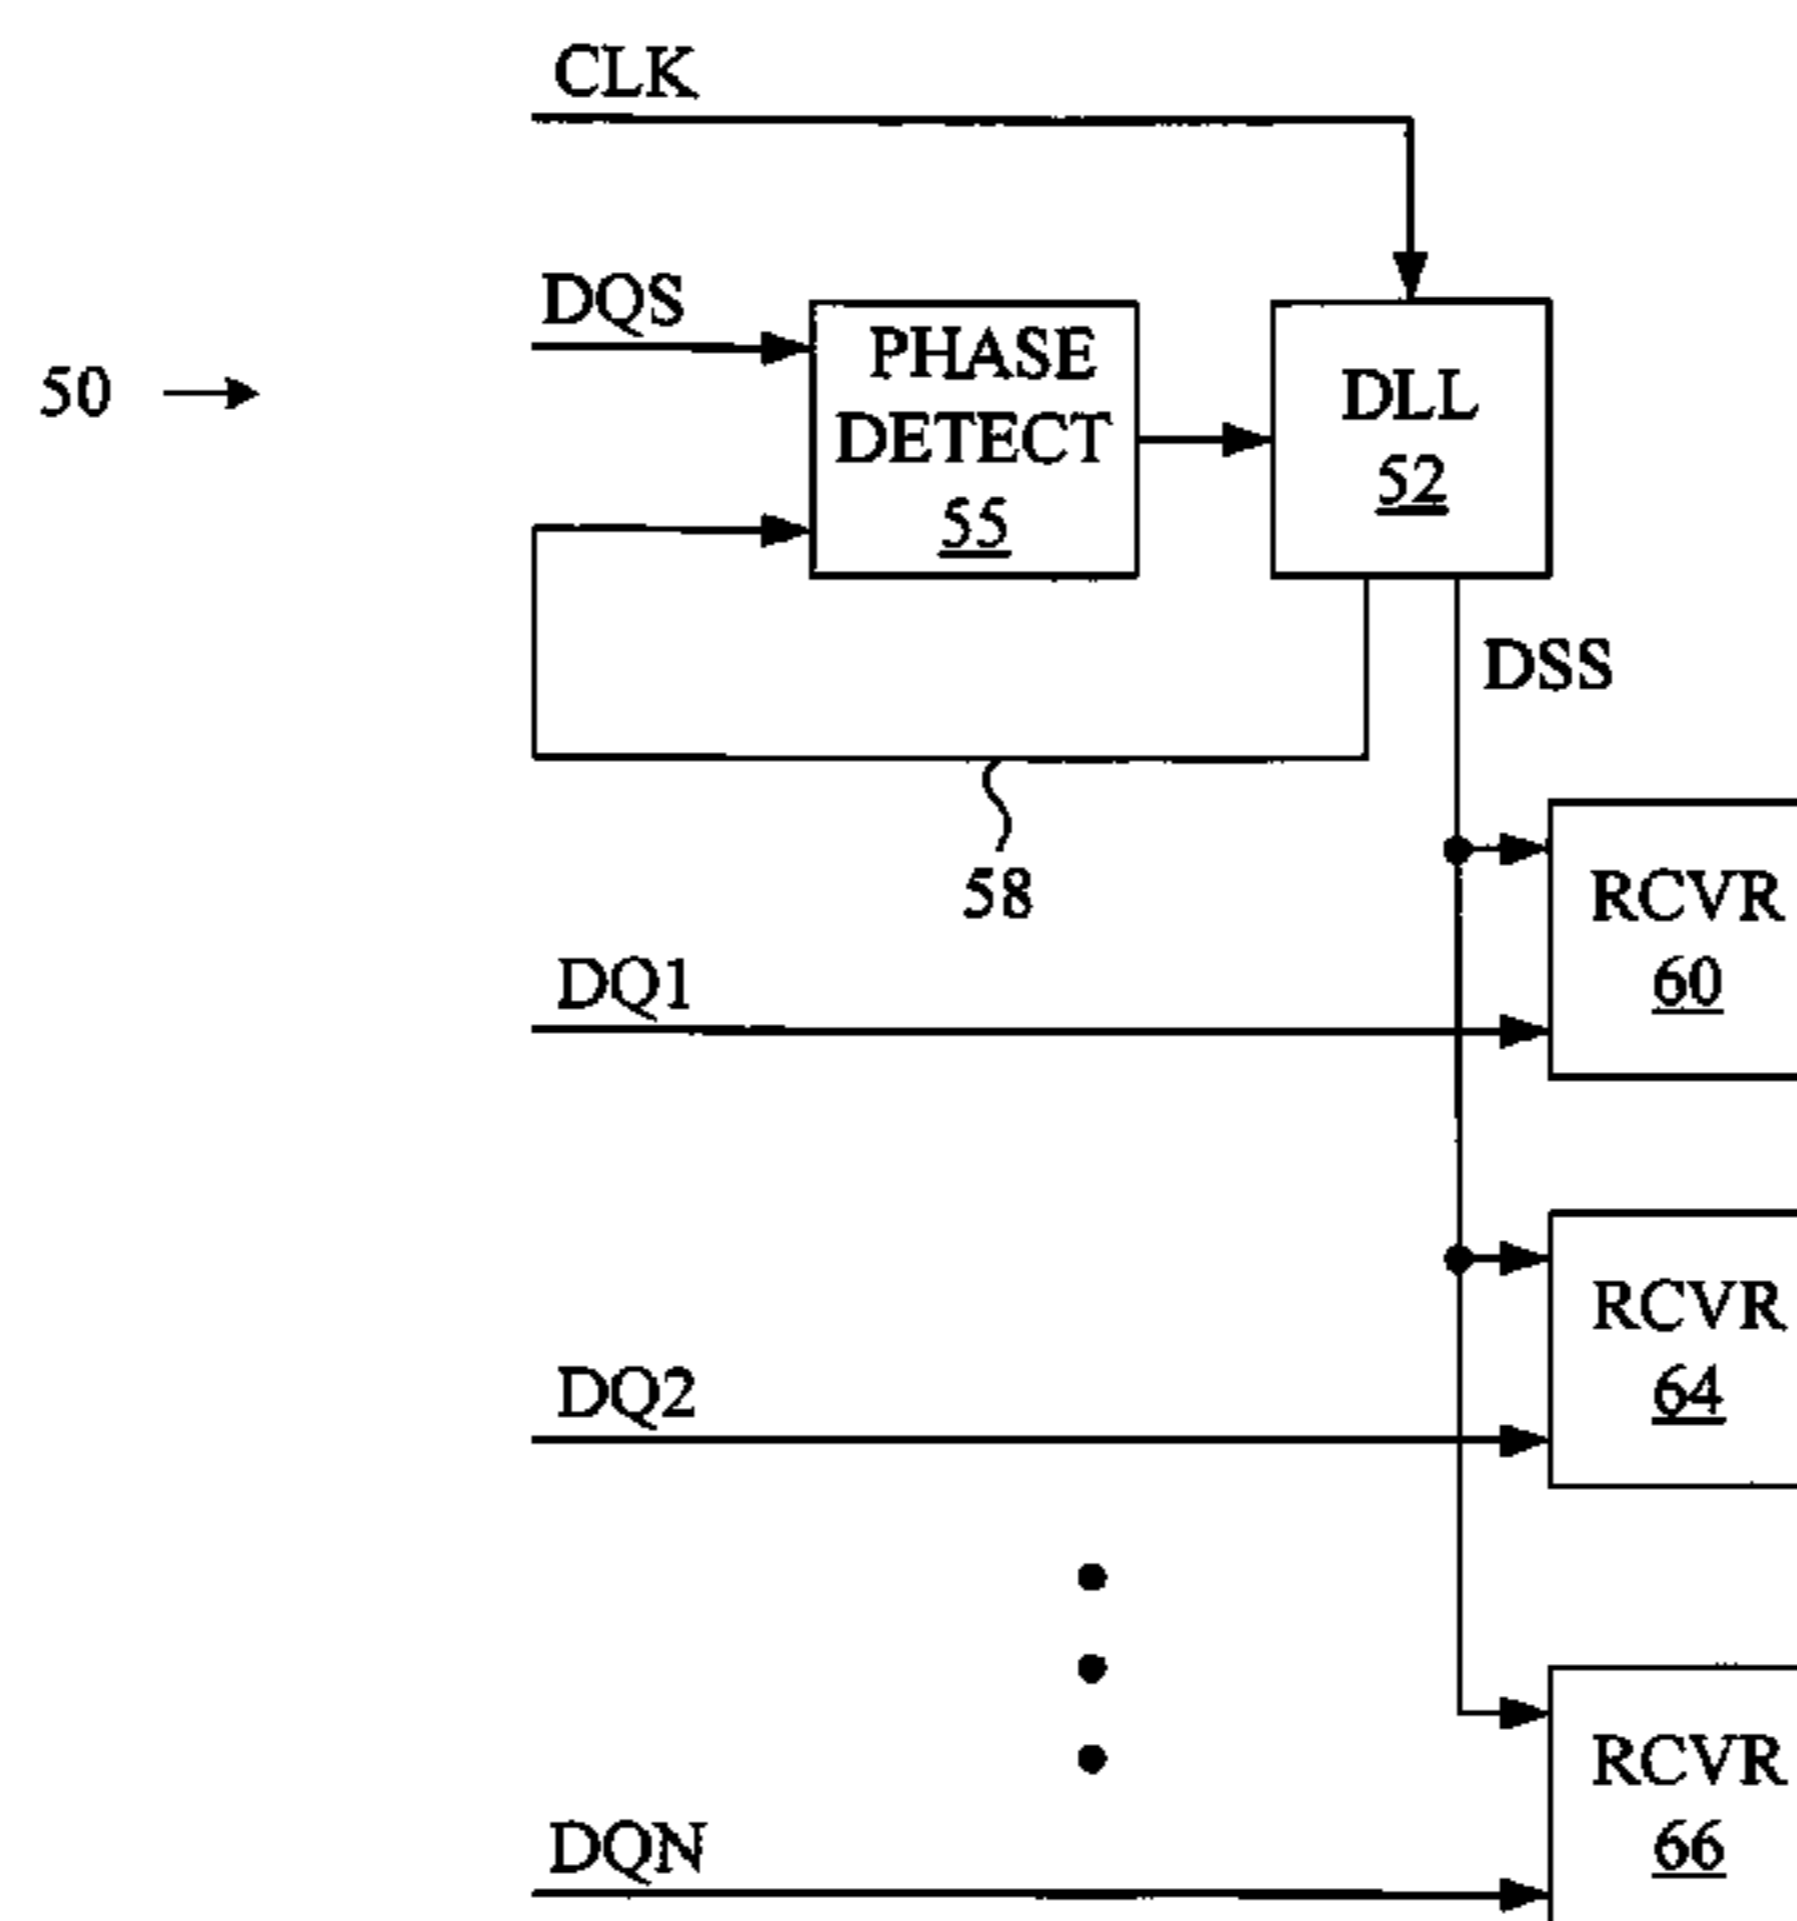 CLK
DQS
50
PHASE
DETECT
55
DLL
52
DSS
58
RCVR
60
DQ1
RCVR
64
DQ2
RCVR
66
DQN